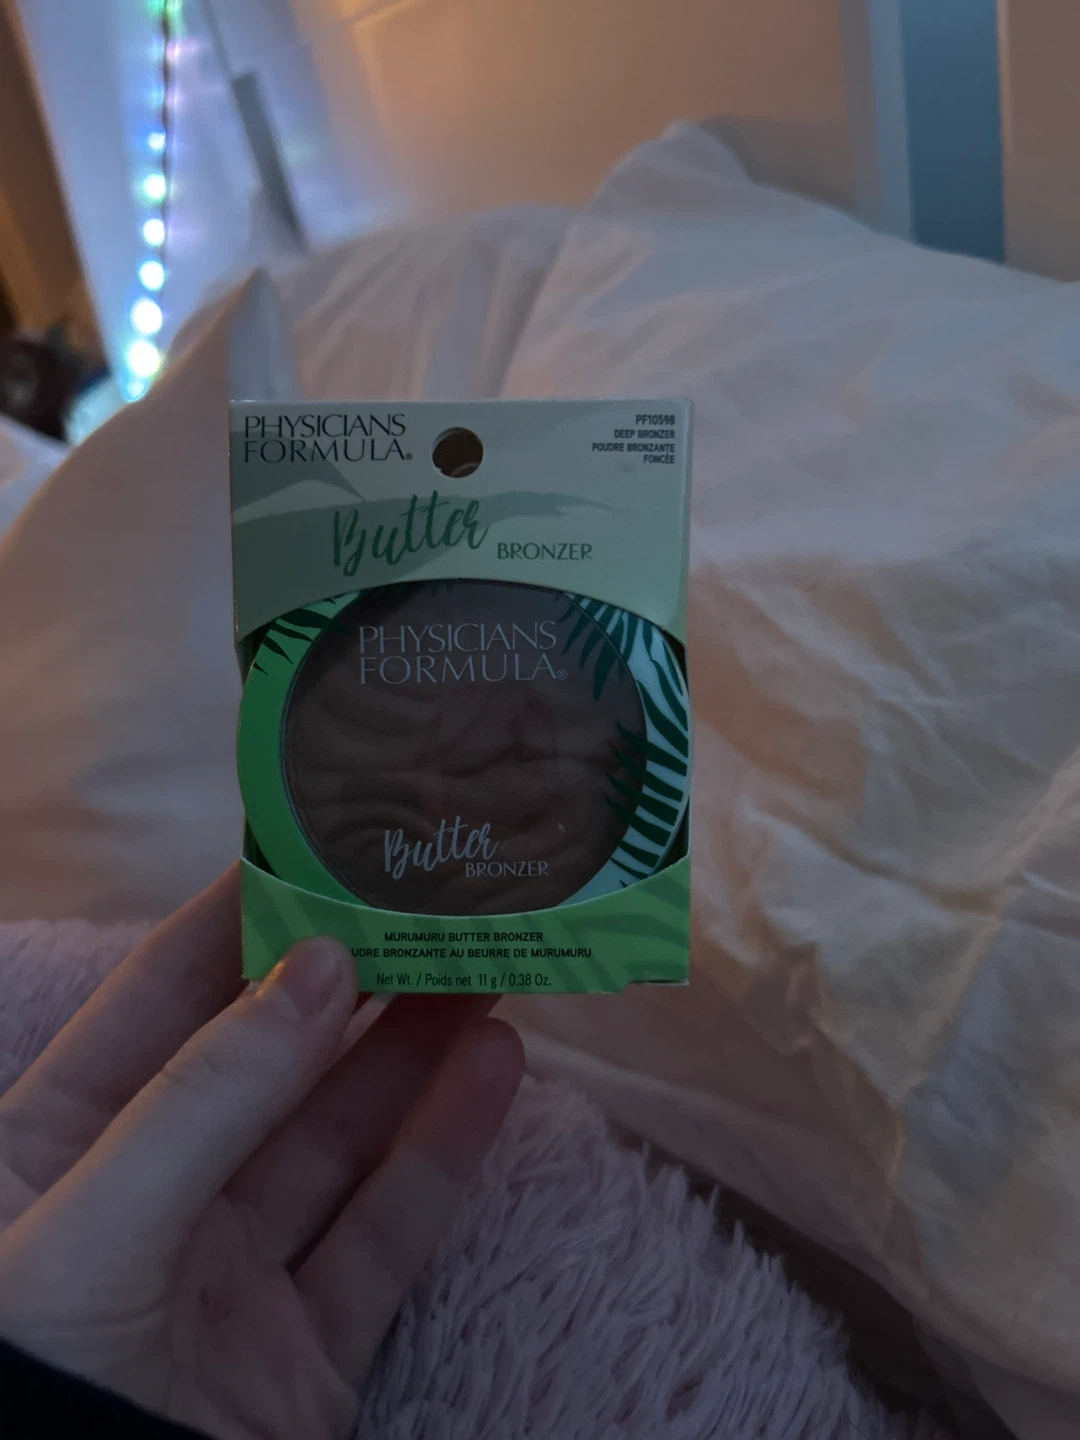 PHYSICIANS
FORMULA®
PF10598
DEEP BRONZER
POUDRE BRONZANTE
FONCÉE
Butter BRONZER
PHYSICIANS
FORMULA®
Butter
BRONZER
MURUMURU BUTTER BRONZER
UDRE BRONZANTE AU BEURRE DE MURUMURU
Net Wt. / Poids net 11 g / 0.38 Oz.